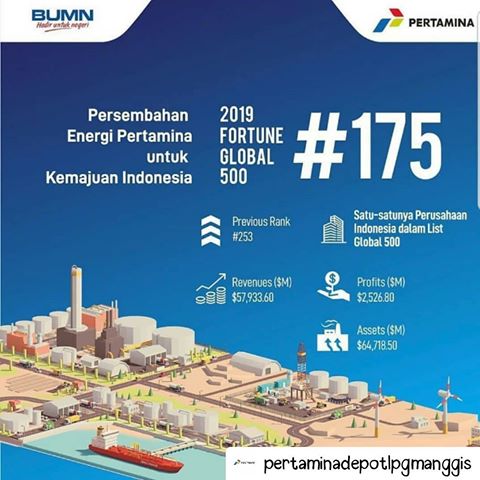 BUMN
Hadir untuk negeri
PERTAMINA
Persembahan
Energi Pertamina
untuk
Kemajuan Indonesia
2019
FORTUNE
GLOBAL
500
#175
Previous Rank
#253
Satu-satunya Perusahaan
Indonesia dalam List
Global 500
Revenues ($M)
$57,933.60
Profits ($M)
$2,526.80
Assets ($M)
$64,718.50
pertaminadepotlpgmanggis